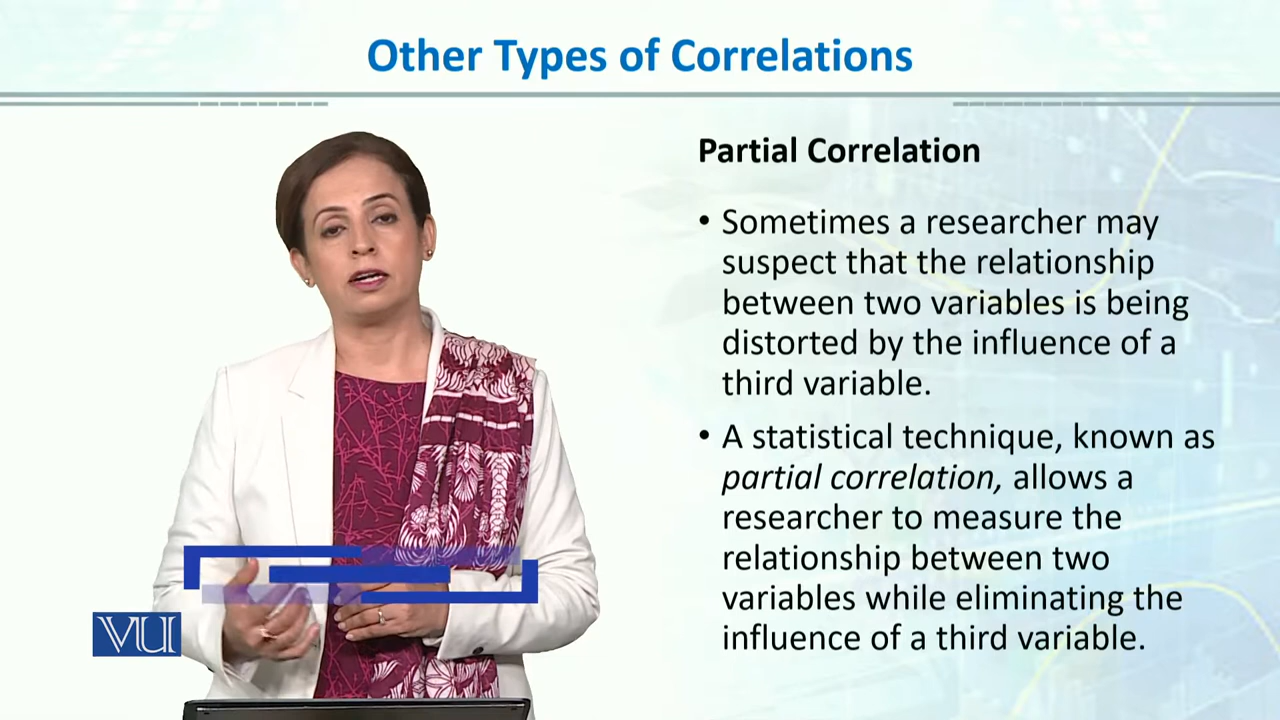 Other Types of Correlations
Partial Correlation
• Sometimes a researcher may
suspect that the relationship
between two variables is being
distorted by the influence of a
third variable.
• A statistical technique, known as
partial correlation, allows a
researcher to measure the
relationship between two
variables while eliminating the
influence of a third variable.
VU